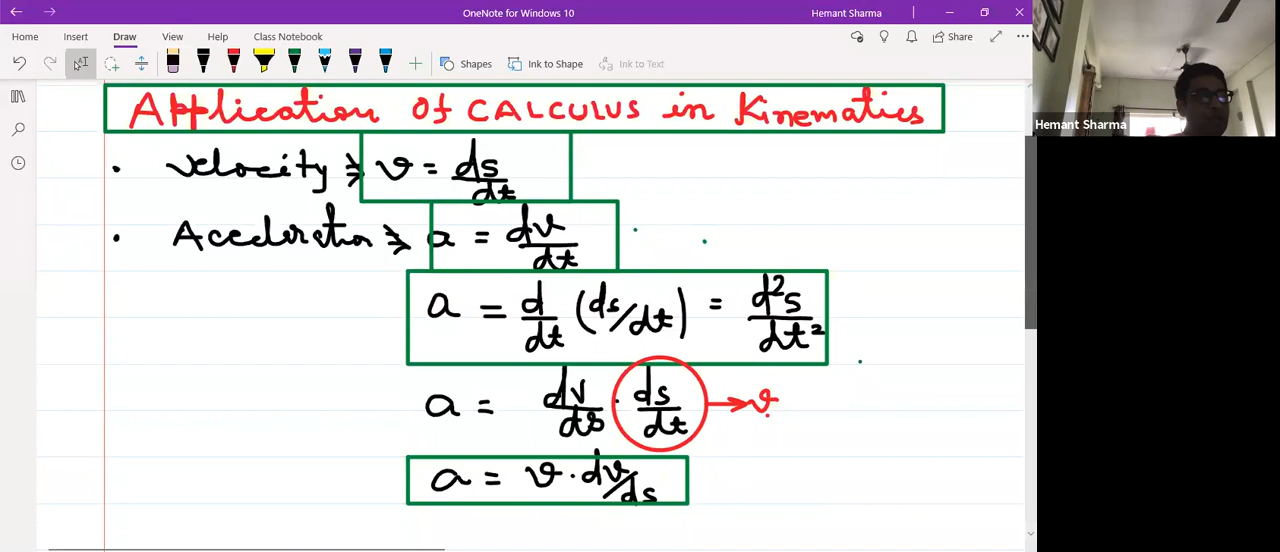 OneNote for Windows 10
Hemant Sharma
Home Insert Draw View Help Class Notebook
Share
Shapes Ink to Shape Ink to Text
Application Of CALCULUS in Kinematics
Hemant Sharma
• Velocity ⇒ v = ds/dt
• Acceleration ⇒ a = dv/dt
a = d/dt (ds/dt) = d²s/dt²
a = dv/ds · ds/dt → v
a = v · dv/ds